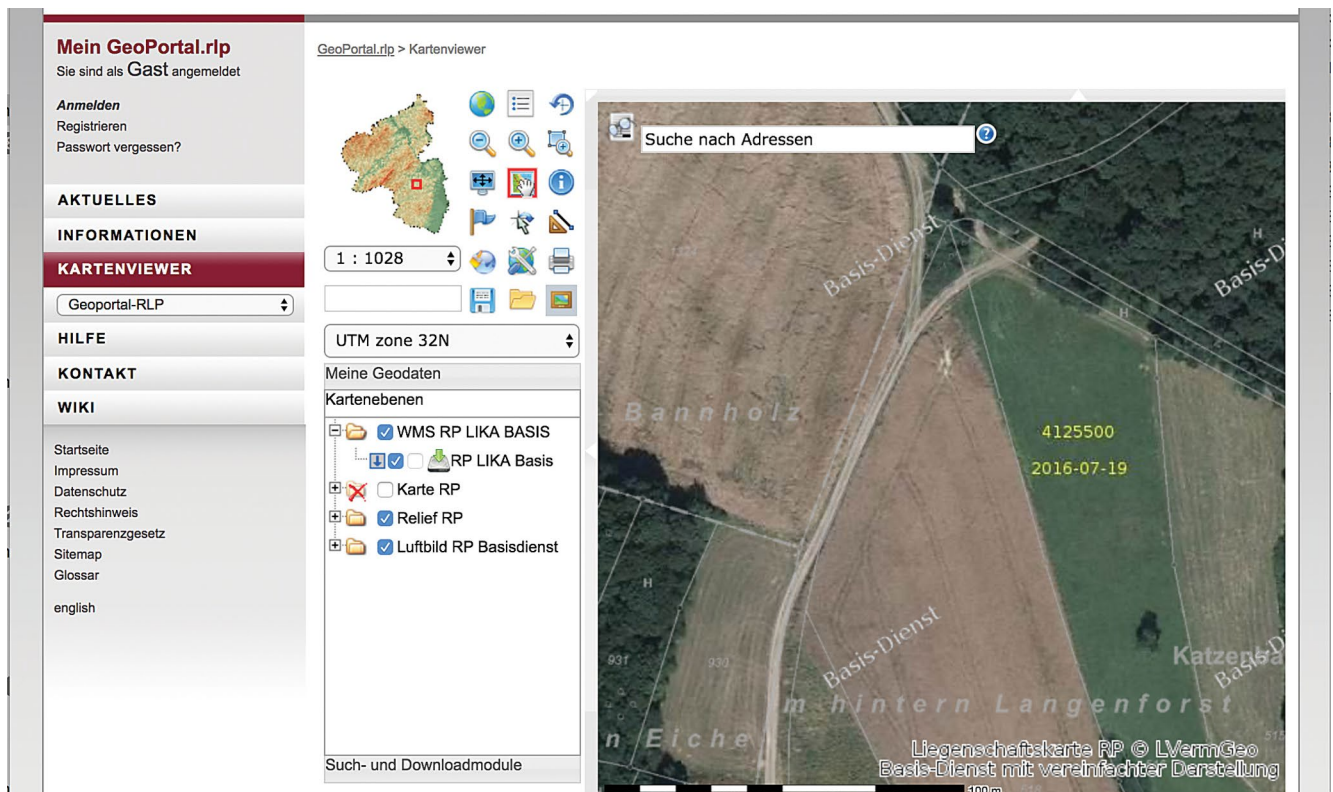 Mein GeoPortal.rlp
Sie sind als Gast angemeldet
Anmelden
Registrieren
Passwort vergessen?
AKTUELLES
INFORMATIONEN
KARTENVIEWER
Geoportal-RLP
HILFE
KONTAKT
WIKI
Startseite
Impressum
Datenschutz
Rechtshinweis
Transparenzgesetz
Sitemap
Glossar
english
GeoPortal.rlp > Kartenviewer
1 : 1028
UTM zone 32N
Meine Geodaten
Kartenebenen
WMS RP LIKA BASIS
RP LIKA Basis
Karte RP
Relief RP
Luftbild RP Basisdienst
Such- und Downloadmodule
Suche nach Adressen
Basis-Dienst
Basis-D
H
H
Bannholz
4125500
2016-07-19
H
Basis-Dienst
931
930
Katzenba
Basis-D
m hintern Langenforst
n Eiche
515
Liegenschaftskarte RP © LVermGeo
Basis-Dienst mit vereinfachter Darstellung
100 m